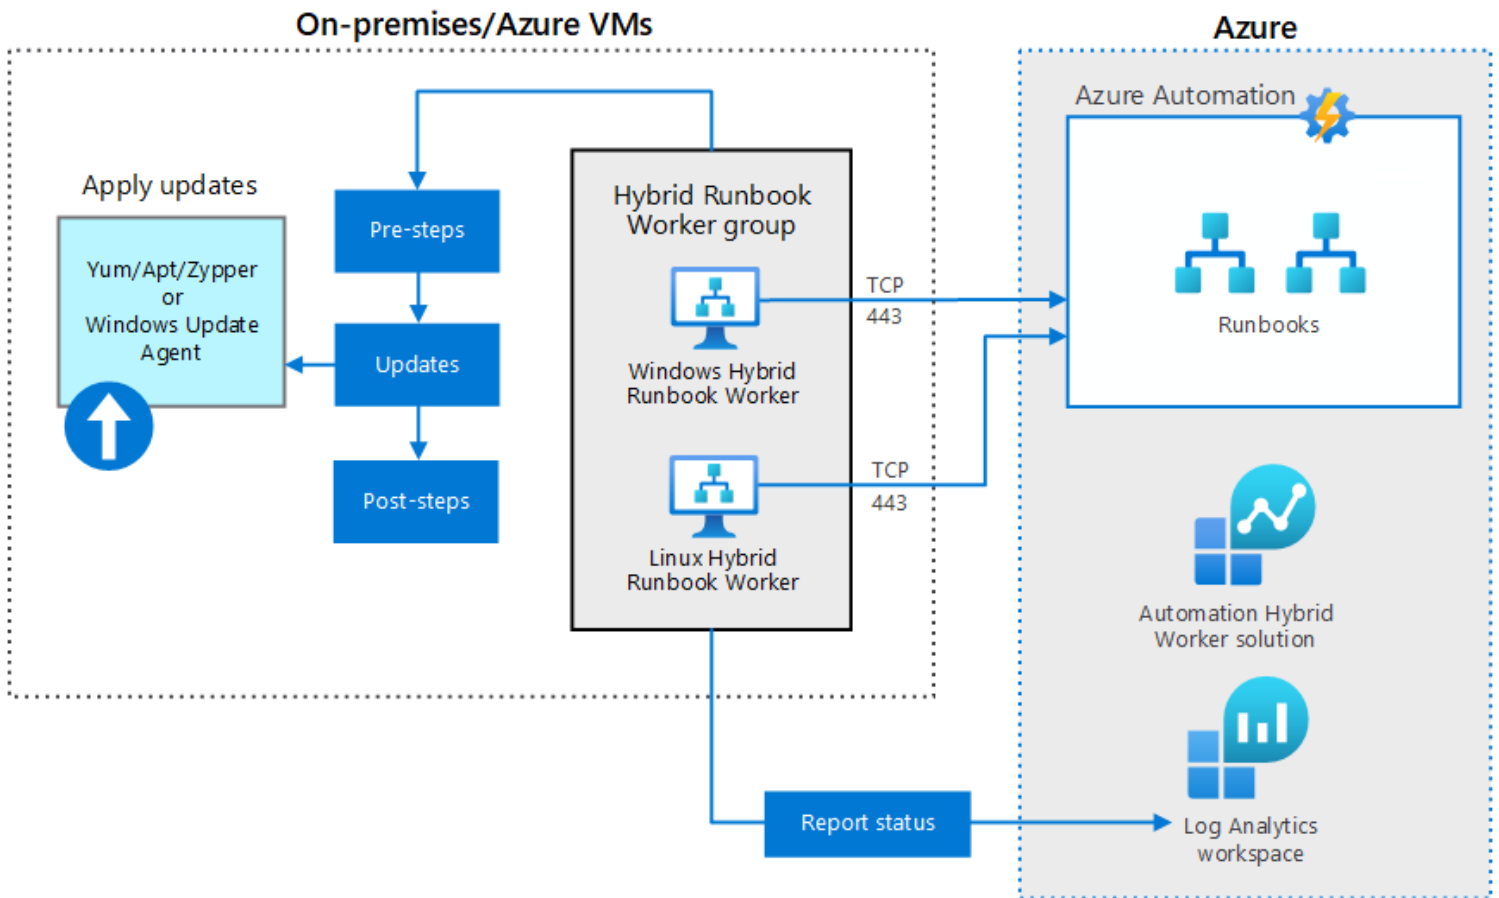 On-premises/Azure VMs
Azure
Azure Automation
Apply updates
Yum/Apt/Zypper
or
Windows Update
Agent
Pre-steps
Updates
Post-steps
Hybrid Runbook
Worker group
Windows Hybrid
Runbook Worker
Linux Hybrid
Runbook Worker
TCP
443
TCP
443
Runbooks
Automation Hybrid
Worker solution
Report status
Log Analytics
workspace